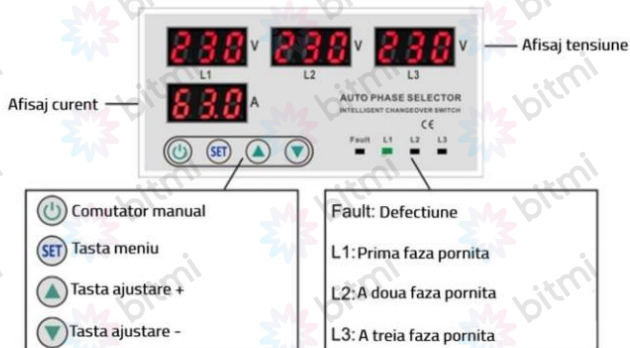 230 V 230 V 230 V
Afisaj tensiune
L1 L2 L3
Afisaj curent
63.0 A
AUTO PHASE SELECTOR
INTELLIGENT CHANGEOVER SWITCH
CE
SET
Fault L1 L2 L3
Comutator manual
SET Tasta meniu
Tasta ajustare +
Tasta ajustare -
Fault: Defectiune
L1: Prima faza pornita
L2: A doua faza pornita
L3: A treia faza pornita
bitmi